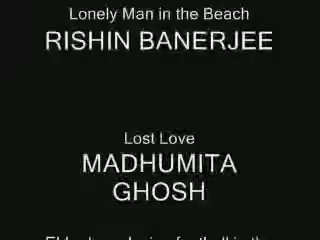 Lonely Man in the Beach
RISHIN BANERJEE
Lost Love
MADHUMITA
GHOSH